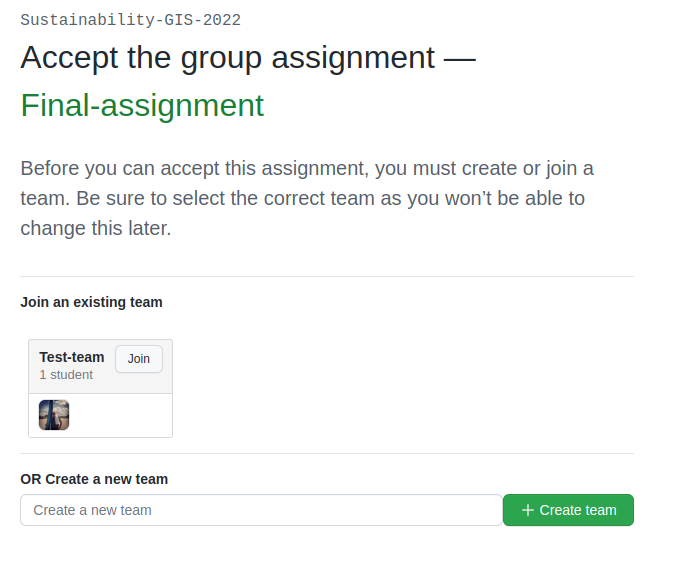 Sustainability-GIS-2022
Accept the group assignment —
Final-assignment
Before you can accept this assignment, you must create or join a
team. Be sure to select the correct team as you won’t be able to
change this later.
Join an existing team
Test-team
Join
1 student
OR Create a new team
Create a new team
Create team